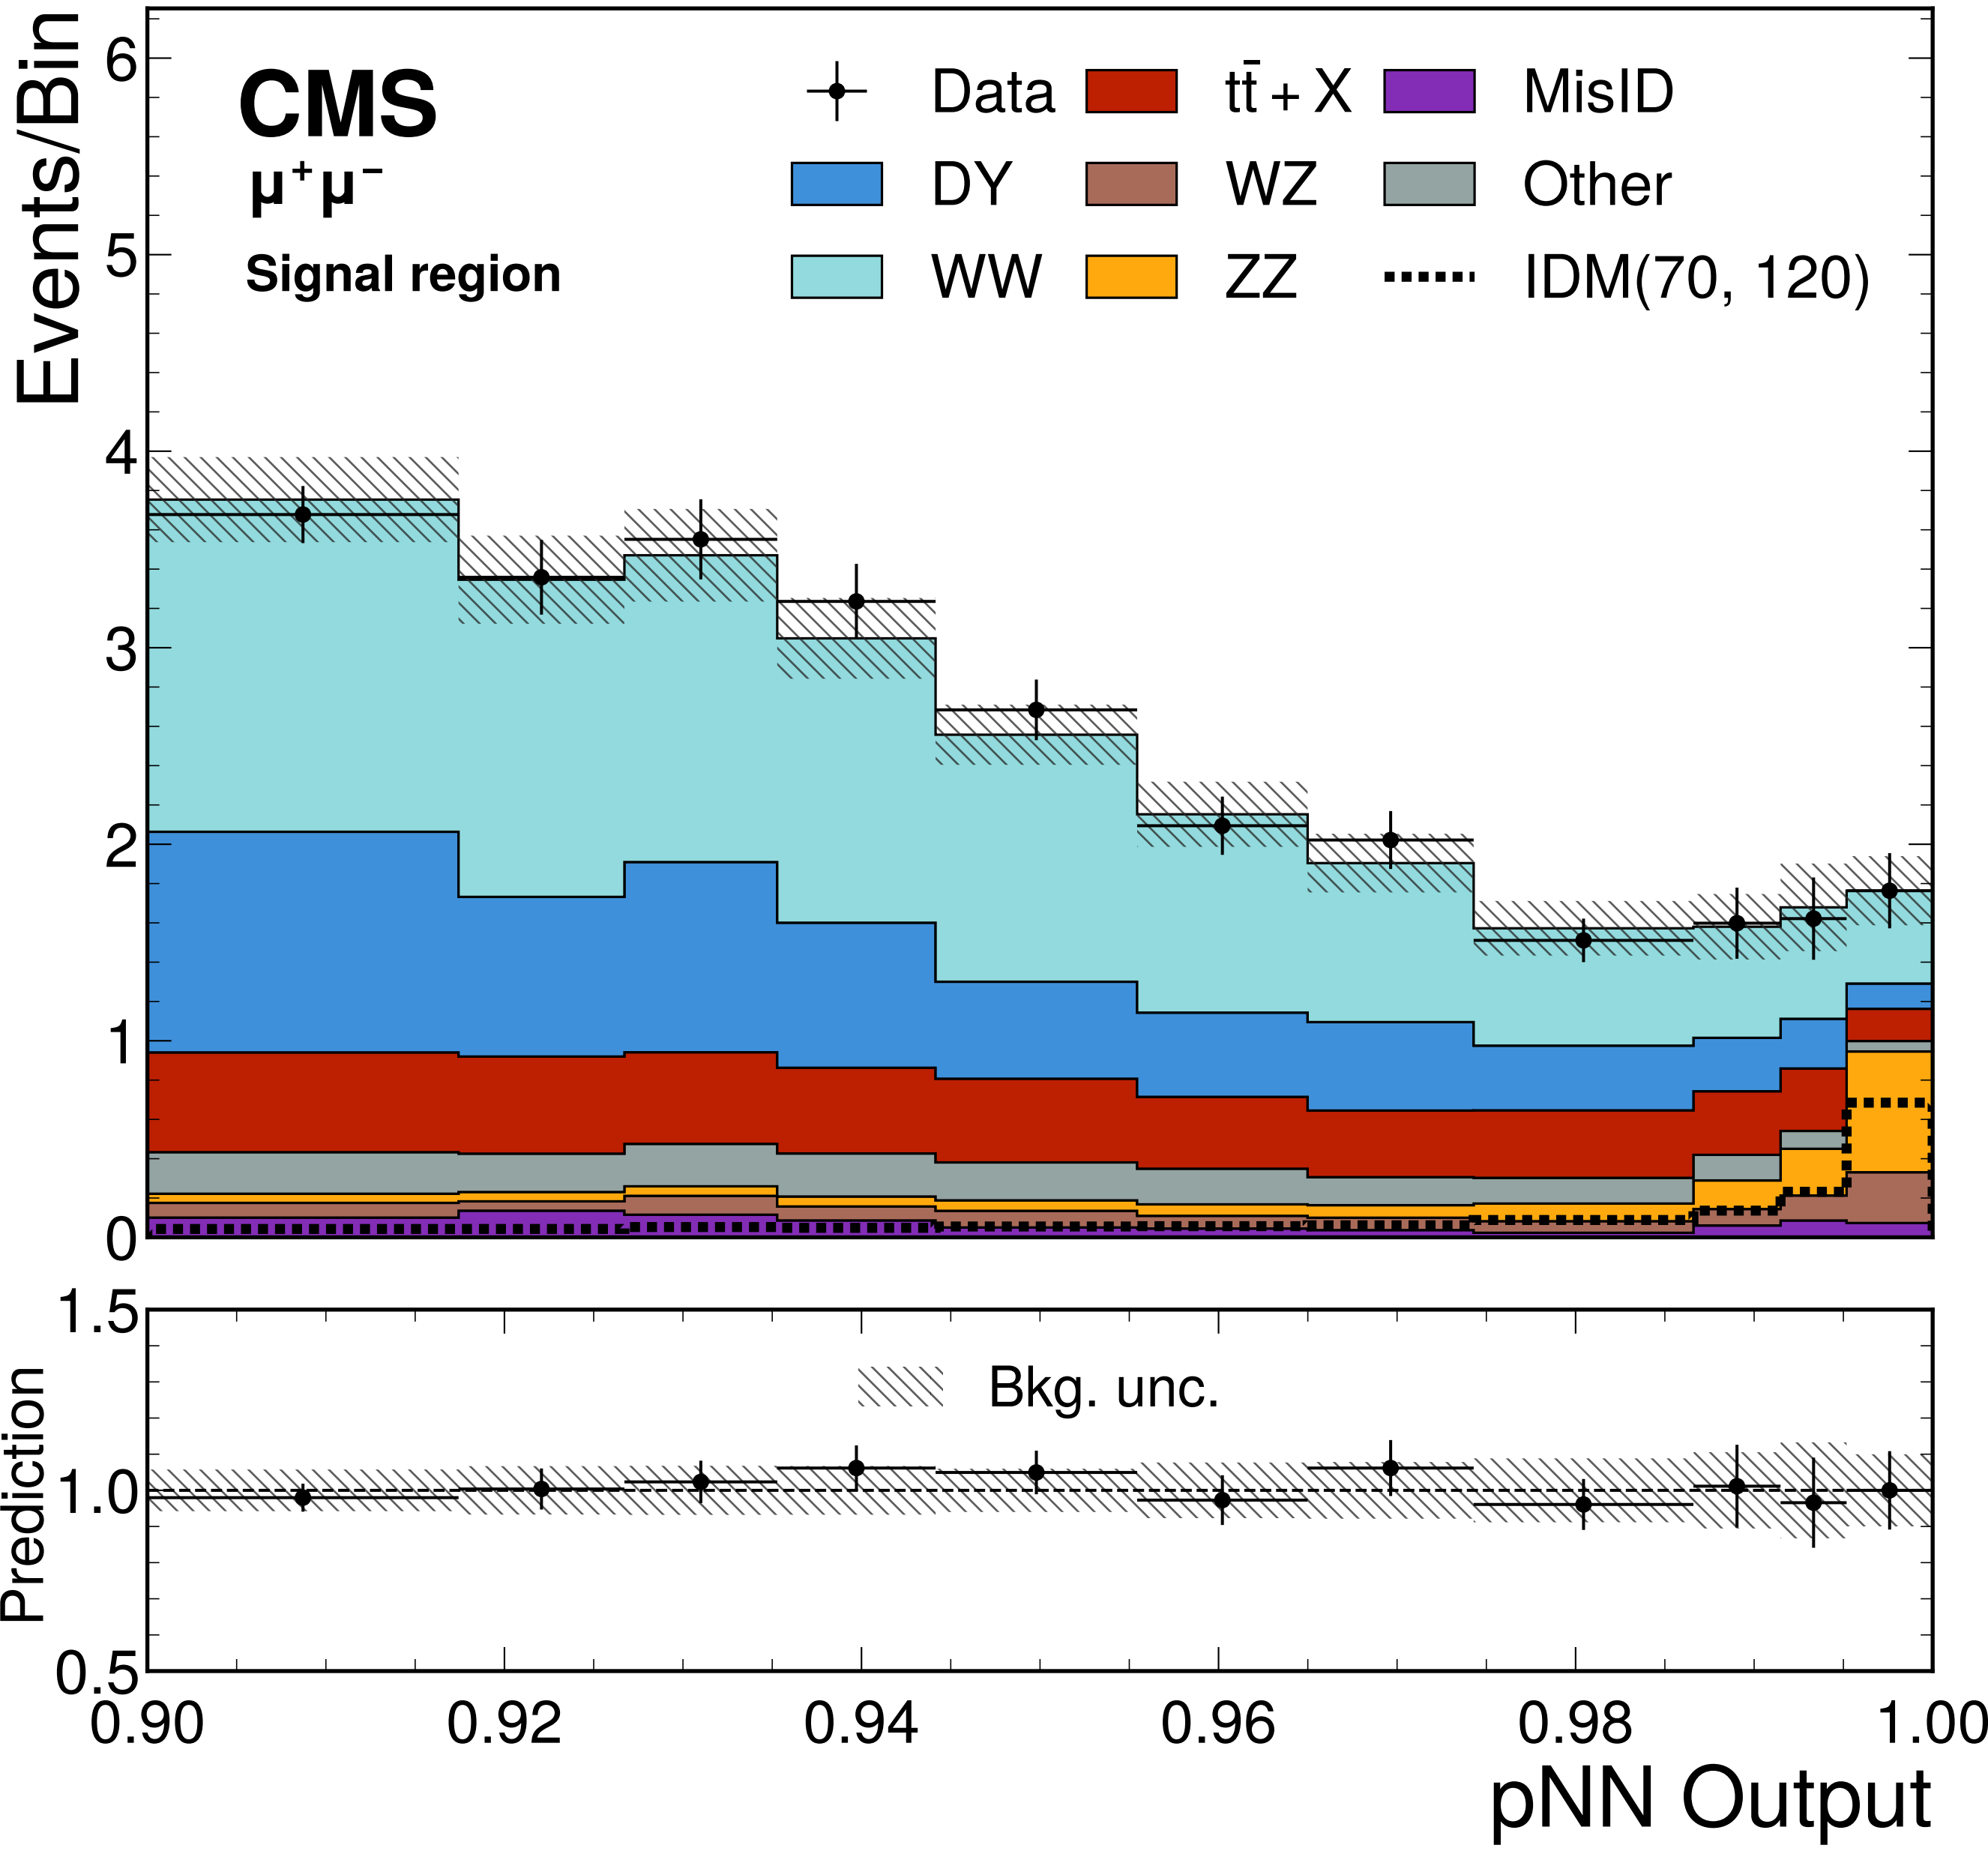 Events/Bin
6
5
4
3
2
1
0
CMS
μ⁺μ⁻
Signal region
Data tt̄ + X MisID
DY WZ Other
WW ZZ IDM(70, 120)
Prediction
1.5
1.0
0.5
Bkg. unc.
0.90 0.92 0.94 0.96 0.98 1.00
pNN Output